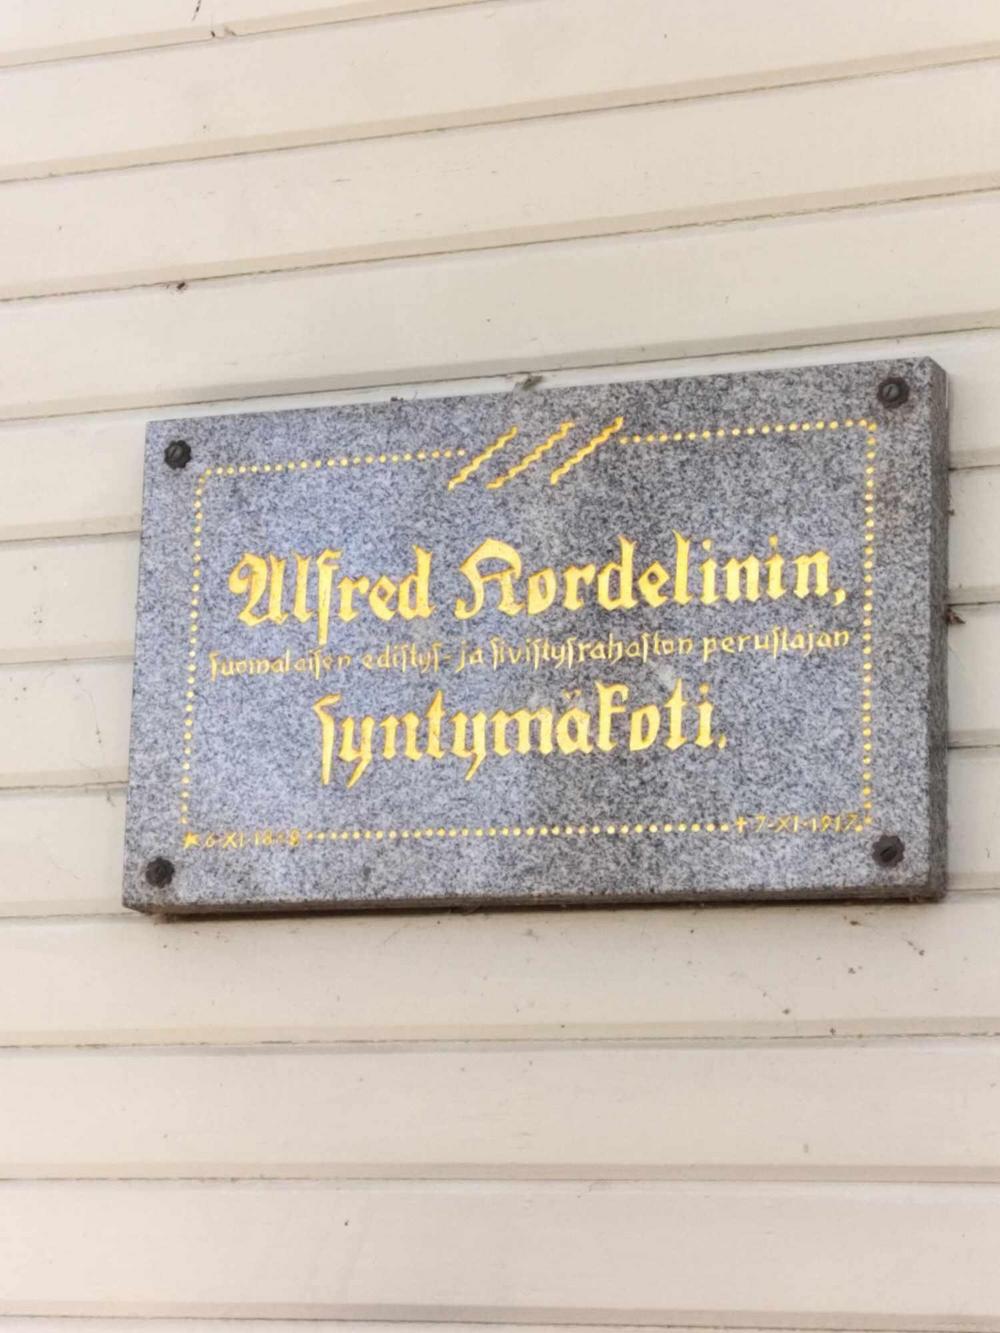 Alfred Kordelinin,
suomalaisen edistys- ja sivistysrahaston perustajan
syntymäkoti.
* 6-XI-1868 † 7-XI-1917.